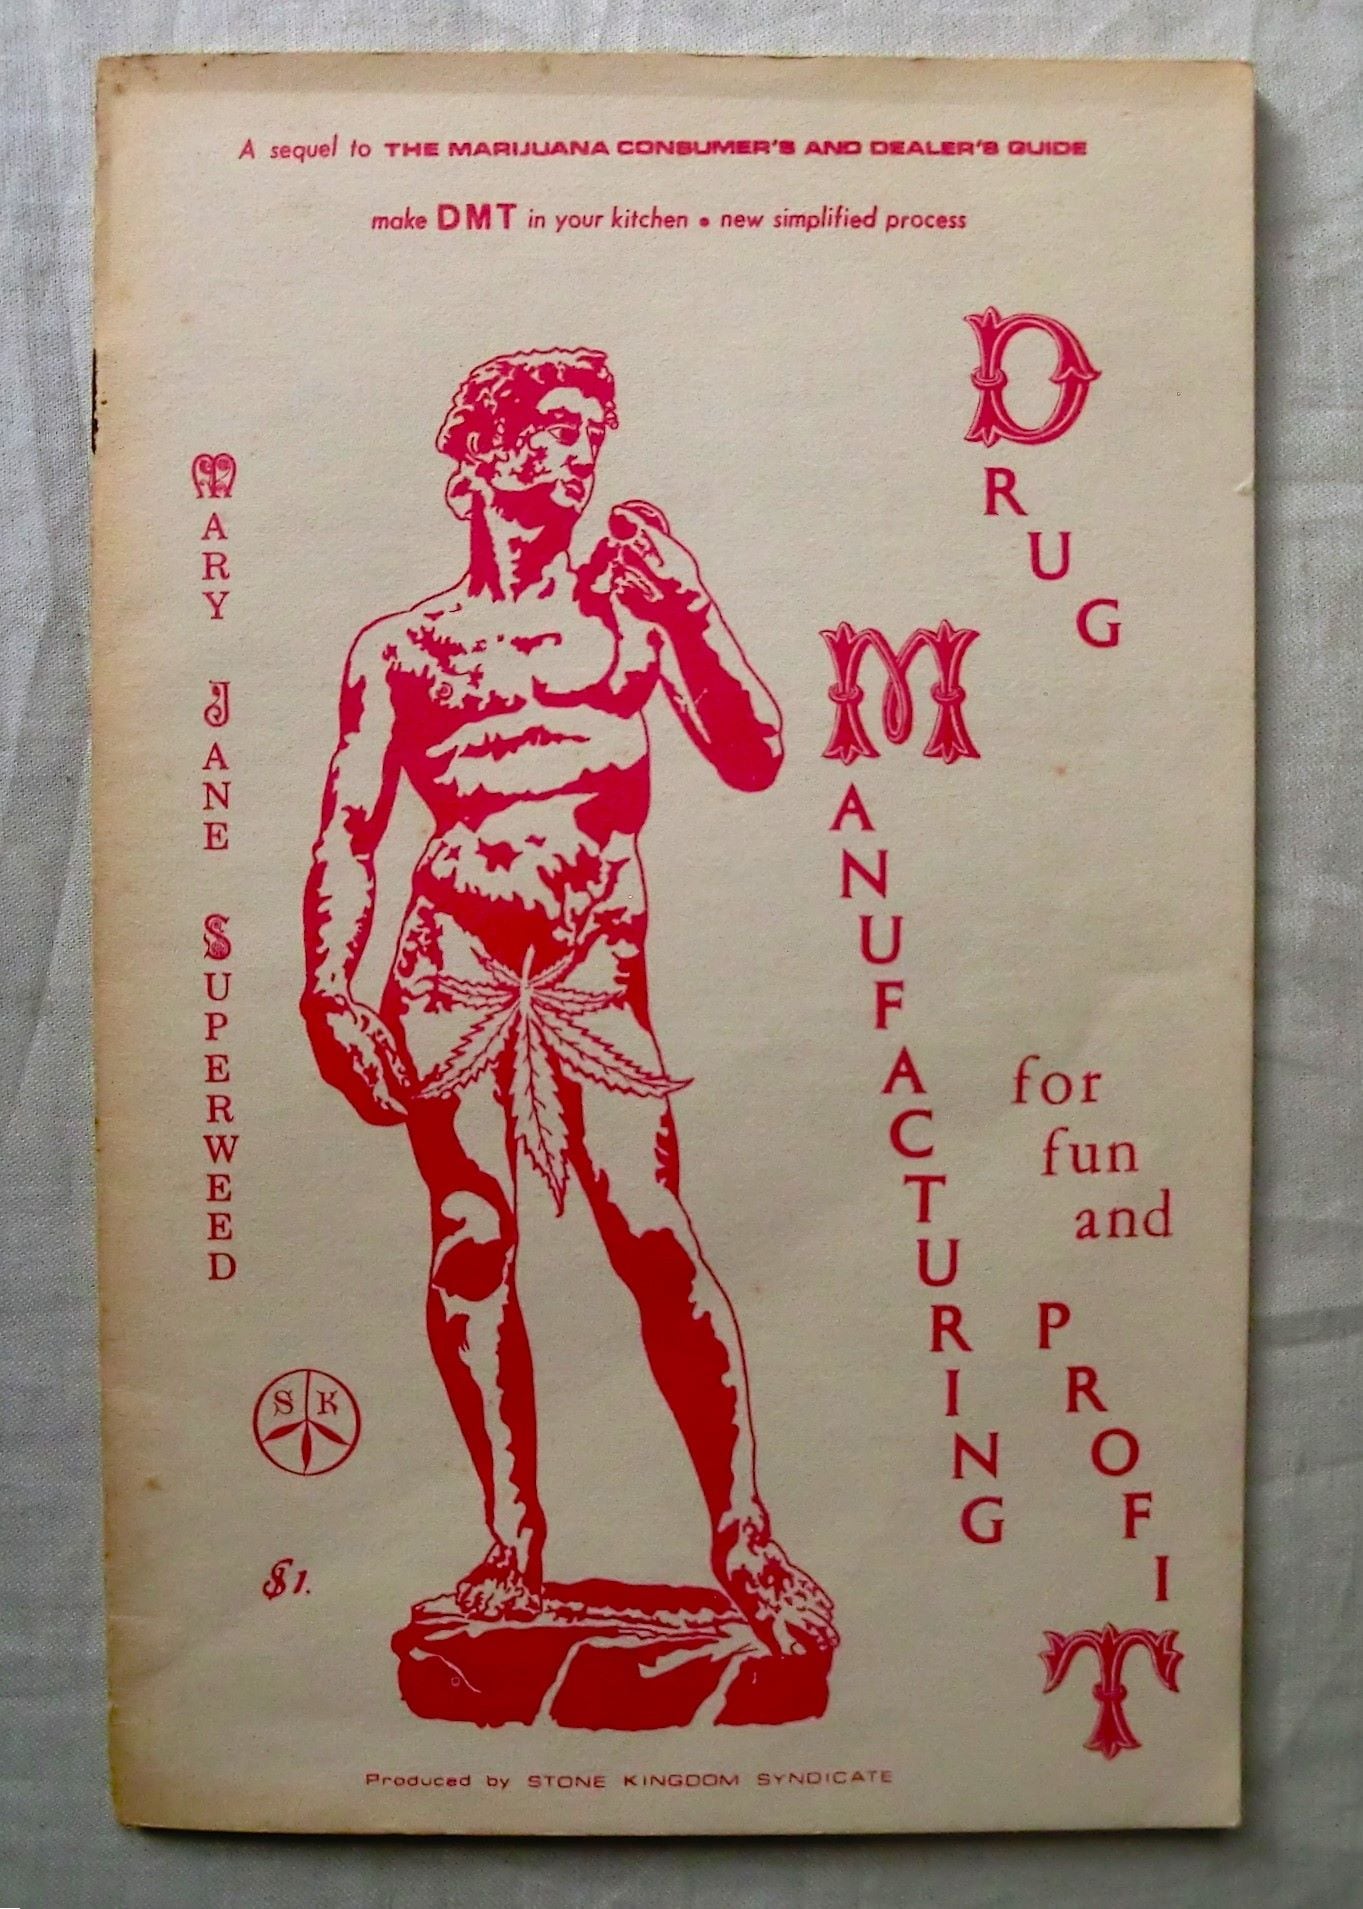 A sequel to THE MARIJUANA CONSUMER'S AND DEALER'S GUIDE
make DMT in your kitchen • new simplified process
MARY JANE SUPERWEED
DRUG
MANUFACTURING
for
fun
and
PROFIT
S K
$1.
Produced by STONE KINGDOM SYNDICATE